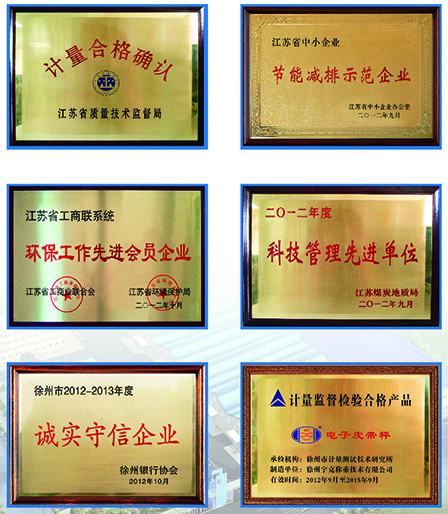 计量合格确认
江苏省质量技术监督局
江苏省中小企业
节能减排示范企业
江苏省中小企业办公室
二〇一二年九月
江苏省工商联系统
环保工作先进会员企业
江苏省工商业联合会 江苏省环境保护局
二〇一二年十月
二〇一二年度
科技管理先进单位
江苏煤炭地质局
二〇一二年九月
徐州市2012-2013年度
诚实守信企业
徐州银行协会
2012年10月
计量监督检验合格产品
电子皮带秤
承检机构：徐州市计量测试技术研究所
制造单位：徐州宇克称重技术有限公司
有效时间：2012年9月至2015年9月